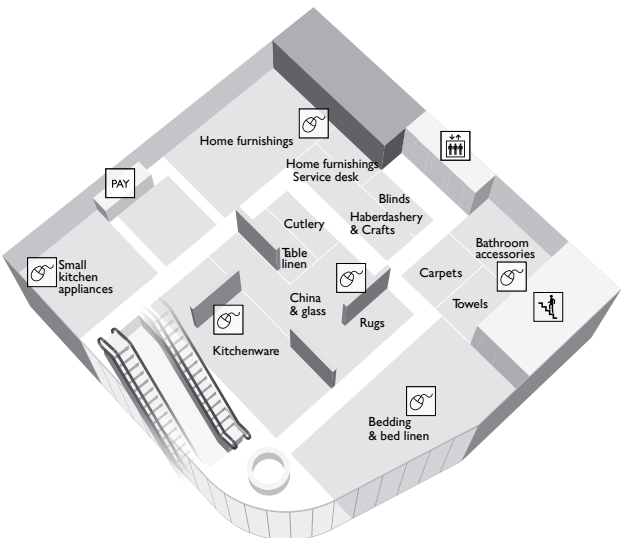 Home furnishings
Home furnishings
Service desk
PAY
Blinds
Haberdashery
& Crafts
Cutlery
Table
linen
Bathroom
accessories
Small
kitchen
appliances
Carpets
China
& glass
Towels
Rugs
Kitchenware
Bedding
& bed linen